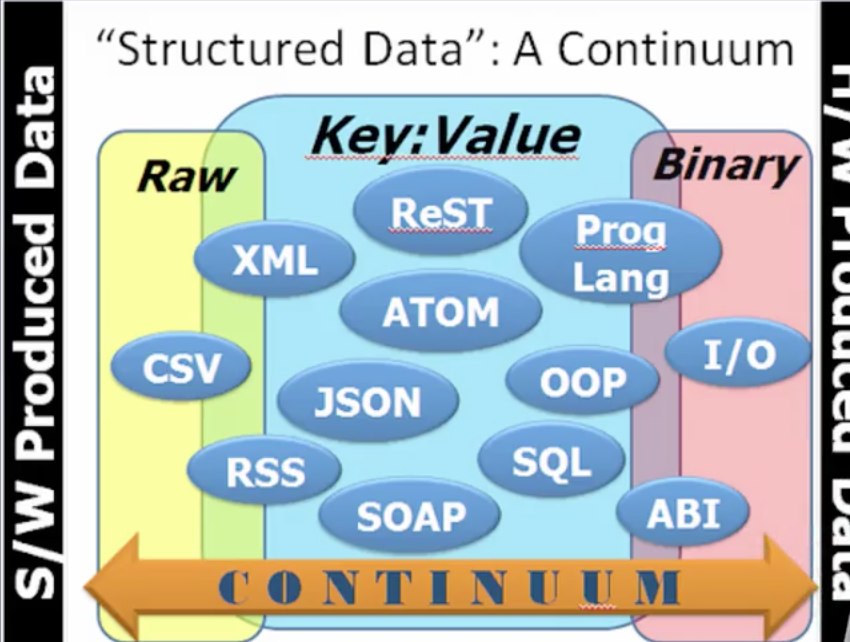 “Structured Data”: A Continuum
S/W Produced Data
Raw
Key:Value
Binary
ReST
Prog
Lang
XML
ATOM
I/O
CSV
OOP
JSON
SQL
RSS
SOAP
ABI
CONTINUUM
H/W Produced Data